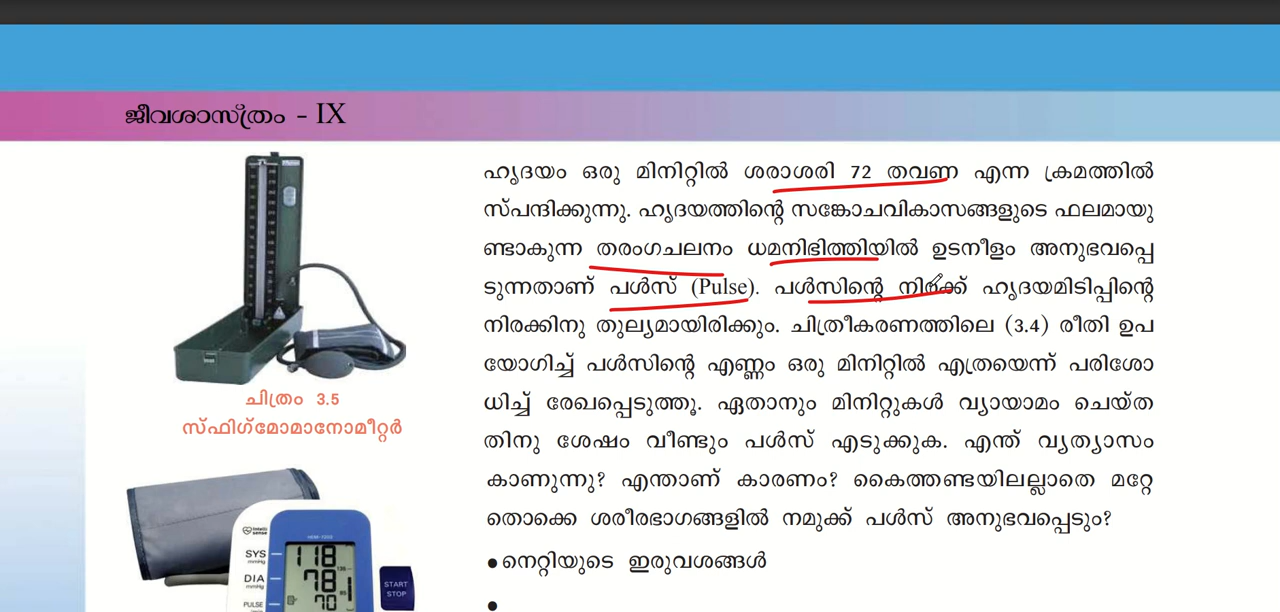 ജീവശാസ്ത്രം - IX
ഹൃദയം ഒരു മിനിറ്റിൽ ശരാശരി 72 തവണ എന്ന ക്രമത്തിൽ
സ്പന്ദിക്കുന്നു. ഹൃദയത്തിന്റെ സങ്കോചവികാസങ്ങളുടെ ഫലമായു
ണ്ടാകുന്ന തരംഗചലനം ധമനിഭിത്തിയിൽ ഉടനീളം അനുഭവപ്പെ
ടുന്നതാണ് പൾസ് (Pulse). പൾസിന്റെ നിരക്ക് ഹൃദയമിടിപ്പിന്റെ
നിരക്കിനു തുല്യമായിരിക്കും. ചിത്രീകരണത്തിലെ (3.4) രീതി ഉപ
യോഗിച്ച് പൾസിന്റെ എണ്ണം ഒരു മിനിറ്റിൽ എത്രയെന്ന് പരിശോ
ധിച്ച് രേഖപ്പെടുത്തൂ. ഏതാനും മിനിറ്റുകൾ വ്യായാമം ചെയ്ത
തിനു ശേഷം വീണ്ടും പൾസ് എടുക്കുക. എന്ത് വ്യത്യാസം
കാണുന്നു? എന്താണ് കാരണം? കൈത്തണ്ടയിലല്ലാതെ മറ്റേ
തൊക്കെ ശരീരഭാഗങ്ങളിൽ നമുക്ക് പൾസ് അനുഭവപ്പെടും?
• നെറ്റിയുടെ ഇരുവശങ്ങൾ
•
ചിത്രം 3.5
സ്ഫിഗ്മോമാനോമീറ്റർ
SYS
mmHg
118
DIA
mmHg
78
PULSE
70
START
STOP